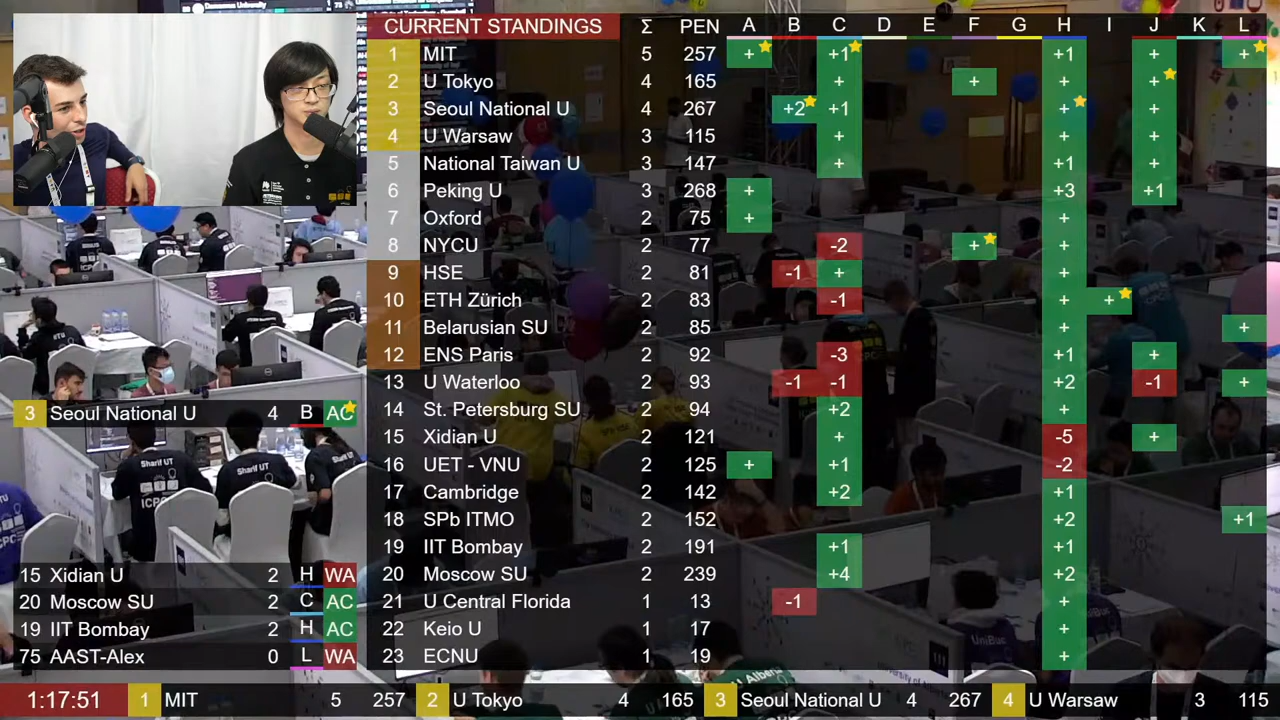 CURRENT STANDINGS Σ PEN A B C D E F G H I J K L
1 MIT 5 257 + +1 +1 + +
2 U Tokyo 4 165 + + + +
3 Seoul National U 4 267 +2 +1 + +
4 U Warsaw 3 115 + + +
5 National Taiwan U 3 147 + +1 +
6 Peking U 3 268 + +3 +1
7 Oxford 2 75 + +
8 NYCU 2 77 -2 + +
9 HSE 2 81 -1 + +
10 ETH Zürich 2 83 -1 + +
11 Belarusian SU 2 85 + +
12 ENS Paris 2 92 -3 +1 +
13 U Waterloo 2 93 -1 -1 +2 -1 +
14 St. Petersburg SU 2 94 +2 +
15 Xidian U 2 121 + -5 +
16 UET - VNU 2 125 + +1 -2
17 Cambridge 2 142 +2 +1
18 SPb ITMO 2 152 +2 +1
19 IIT Bombay 2 191 +1 +1
20 Moscow SU 2 239 +4 +2
21 U Central Florida 1 13 -1 +
22 Keio U 1 17 +
23 ECNU 1 19 +
3 Seoul National U 4 B AC
Sharif UT
Sharif UT
ICPC
15 Xidian U 2 H WA
20 Moscow SU 2 C AC
19 IIT Bombay 2 H AC
75 AAST-Alex 0 L WA
UniBuc
1:17:51 1 MIT 5 257 2 U Tokyo 4 165 3 Seoul National U 4 267 4 U Warsaw 3 115